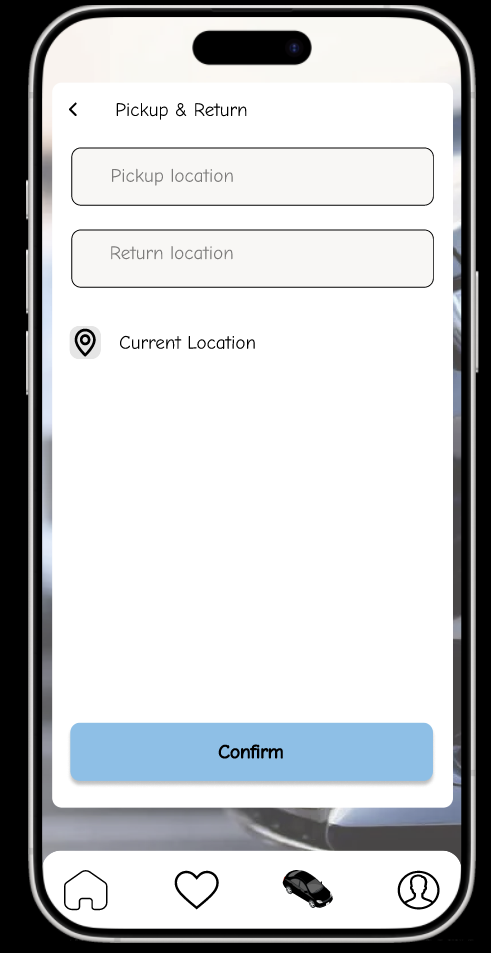 Pickup & Return
Pickup location
Return location
Current Location
Confirm